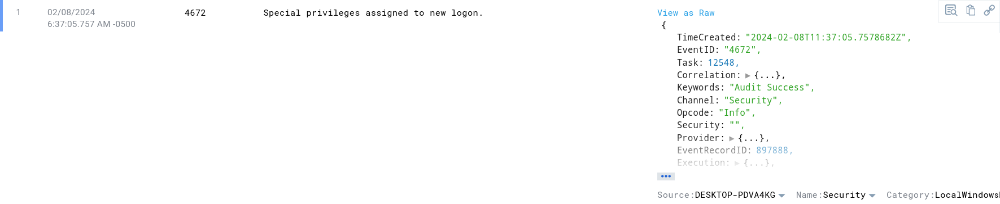 1 02/08/2024 4672 Special privileges assigned to new logon.
6:37:05.757 AM -0500
View as Raw
{
TimeCreated: "2024-02-08T11:37:05.7578682Z",
EventID: "4672",
Task: 12548,
Correlation: ▶ {...},
Keywords: "Audit Success",
Channel: "Security",
Opcode: "Info",
Security: "",
Provider: ▶ {...},
EventRecordID: 897888,
Execution: ▶ {...},
•••
Source:DESKTOP-PDVA4KG Name:Security Category:LocalWindows